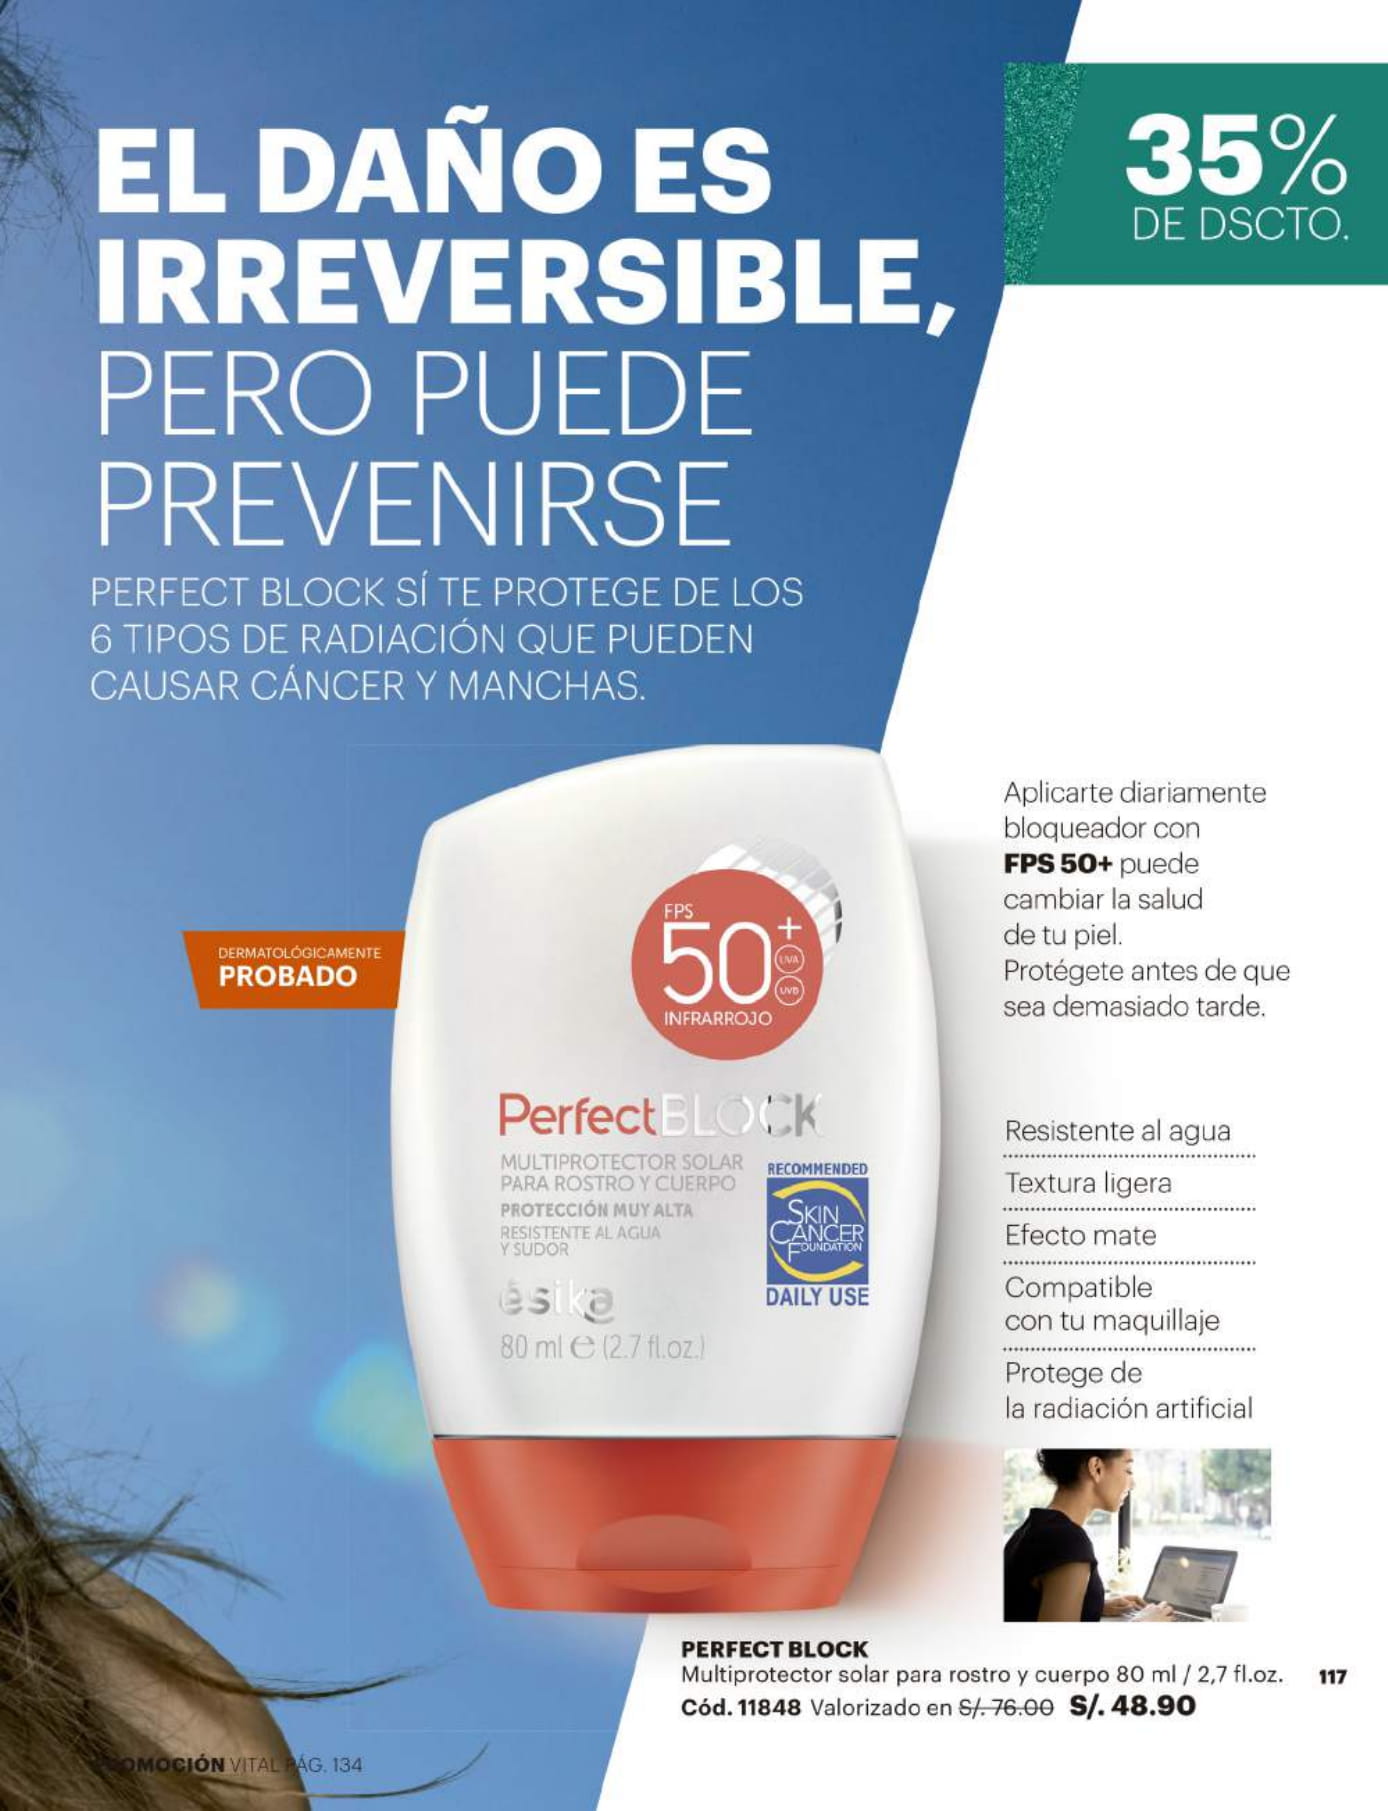 EL DAÑO ES
IRREVERSIBLE,
PERO PUEDE
PREVENIRSE
PERFECT BLOCK SÍ TE PROTEGE DE LOS
6 TIPOS DE RADIACIÓN QUE PUEDEN
CAUSAR CÁNCER Y MANCHAS.
35%
DE DSCTO.
Aplicarte diariamente
bloqueador con
FPS 50+ puede
cambiar la salud
de tu piel.
Protégete antes de que
sea demasiado tarde.
DERMATOLÓGICAMENTE
PROBADO
FPS
50+
UVA
UVB
INFRARROJO
PerfectBLOCK
MULTIPROTECTOR SOLAR
PARA ROSTRO Y CUERPO
PROTECCIÓN MUY ALTA
RESISTENTE AL AGUA
Y SUDOR
ésika
80 ml ℮ (2.7 fl.oz.)
RECOMMENDED
SKIN
CANCER
FOUNDATION
DAILY USE
Resistente al agua
Textura ligera
Efecto mate
Compatible
con tu maquillaje
Protege de
la radiación artificial
PERFECT BLOCK
Multiprotector solar para rostro y cuerpo 80 ml / 2,7 fl.oz.
Cód. 11848 Valorizado en S/. 76.00 S/. 48.90
117
PROMOCIÓN VITAL PÁG. 134